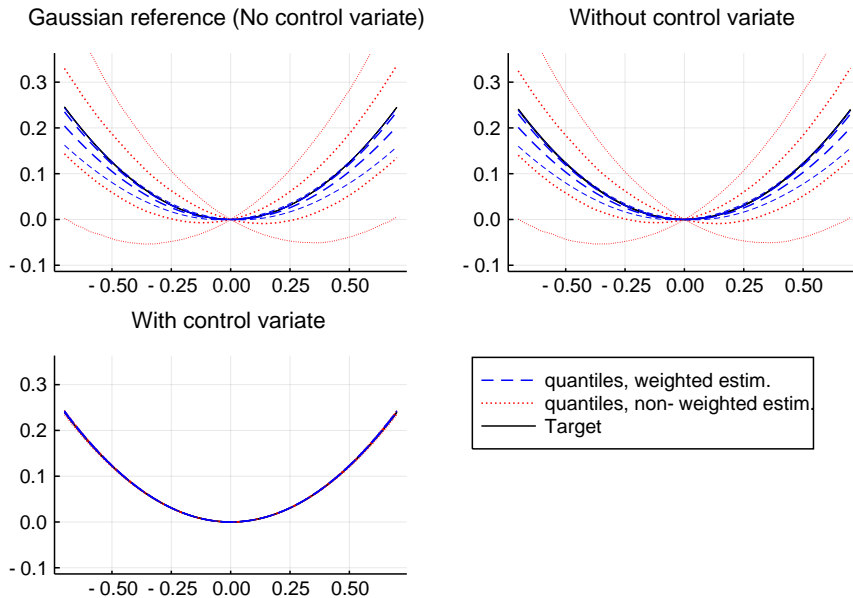 Gaussian reference (No control variate)
0.3
0.2
0.1
0.0
- 0.1
- 0.50 - 0.25 0.00 0.25 0.50
Without control variate
0.3
0.2
0.1
0.0
- 0.1
- 0.50 - 0.25 0.00 0.25 0.50
With control variate
0.3
0.2
0.1
0.0
- 0.1
- 0.50 - 0.25 0.00 0.25 0.50
quantiles, weighted estim.
quantiles, non- weighted estim.
Target